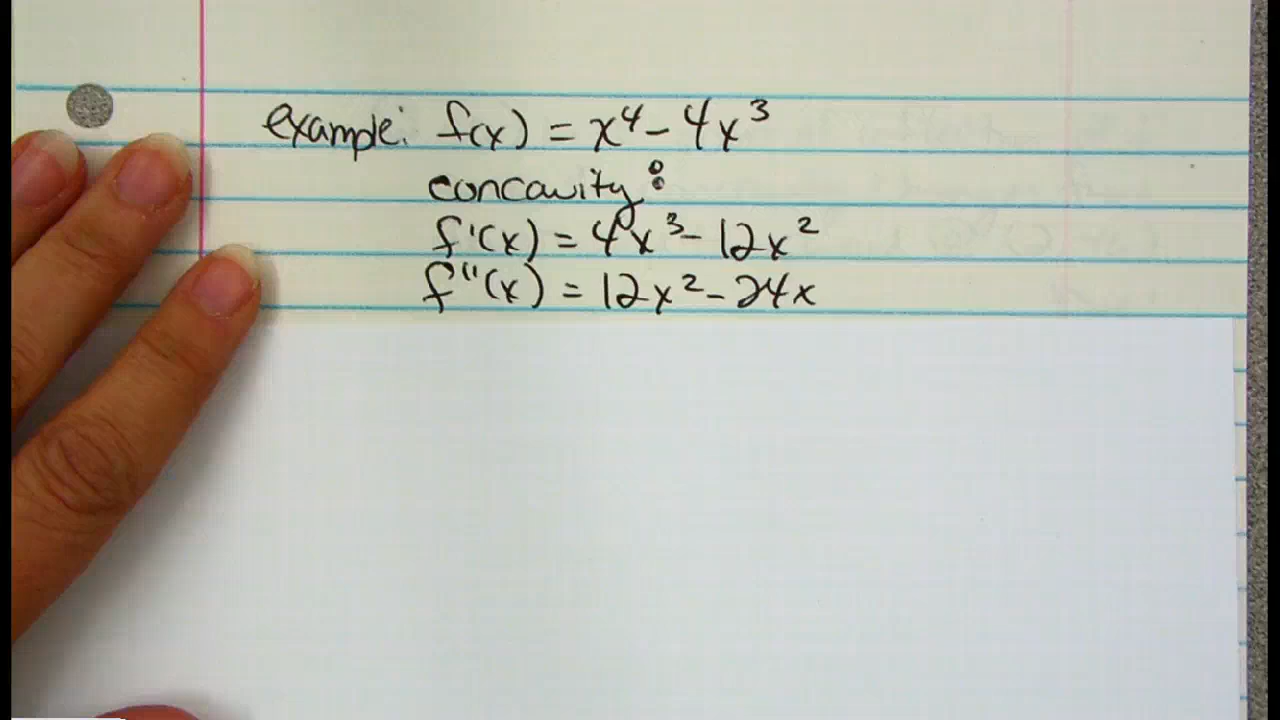 example: f(x) = x⁴ - 4x³
concavity:
f'(x) = 4x³ - 12x²
f''(x) = 12x² - 24x